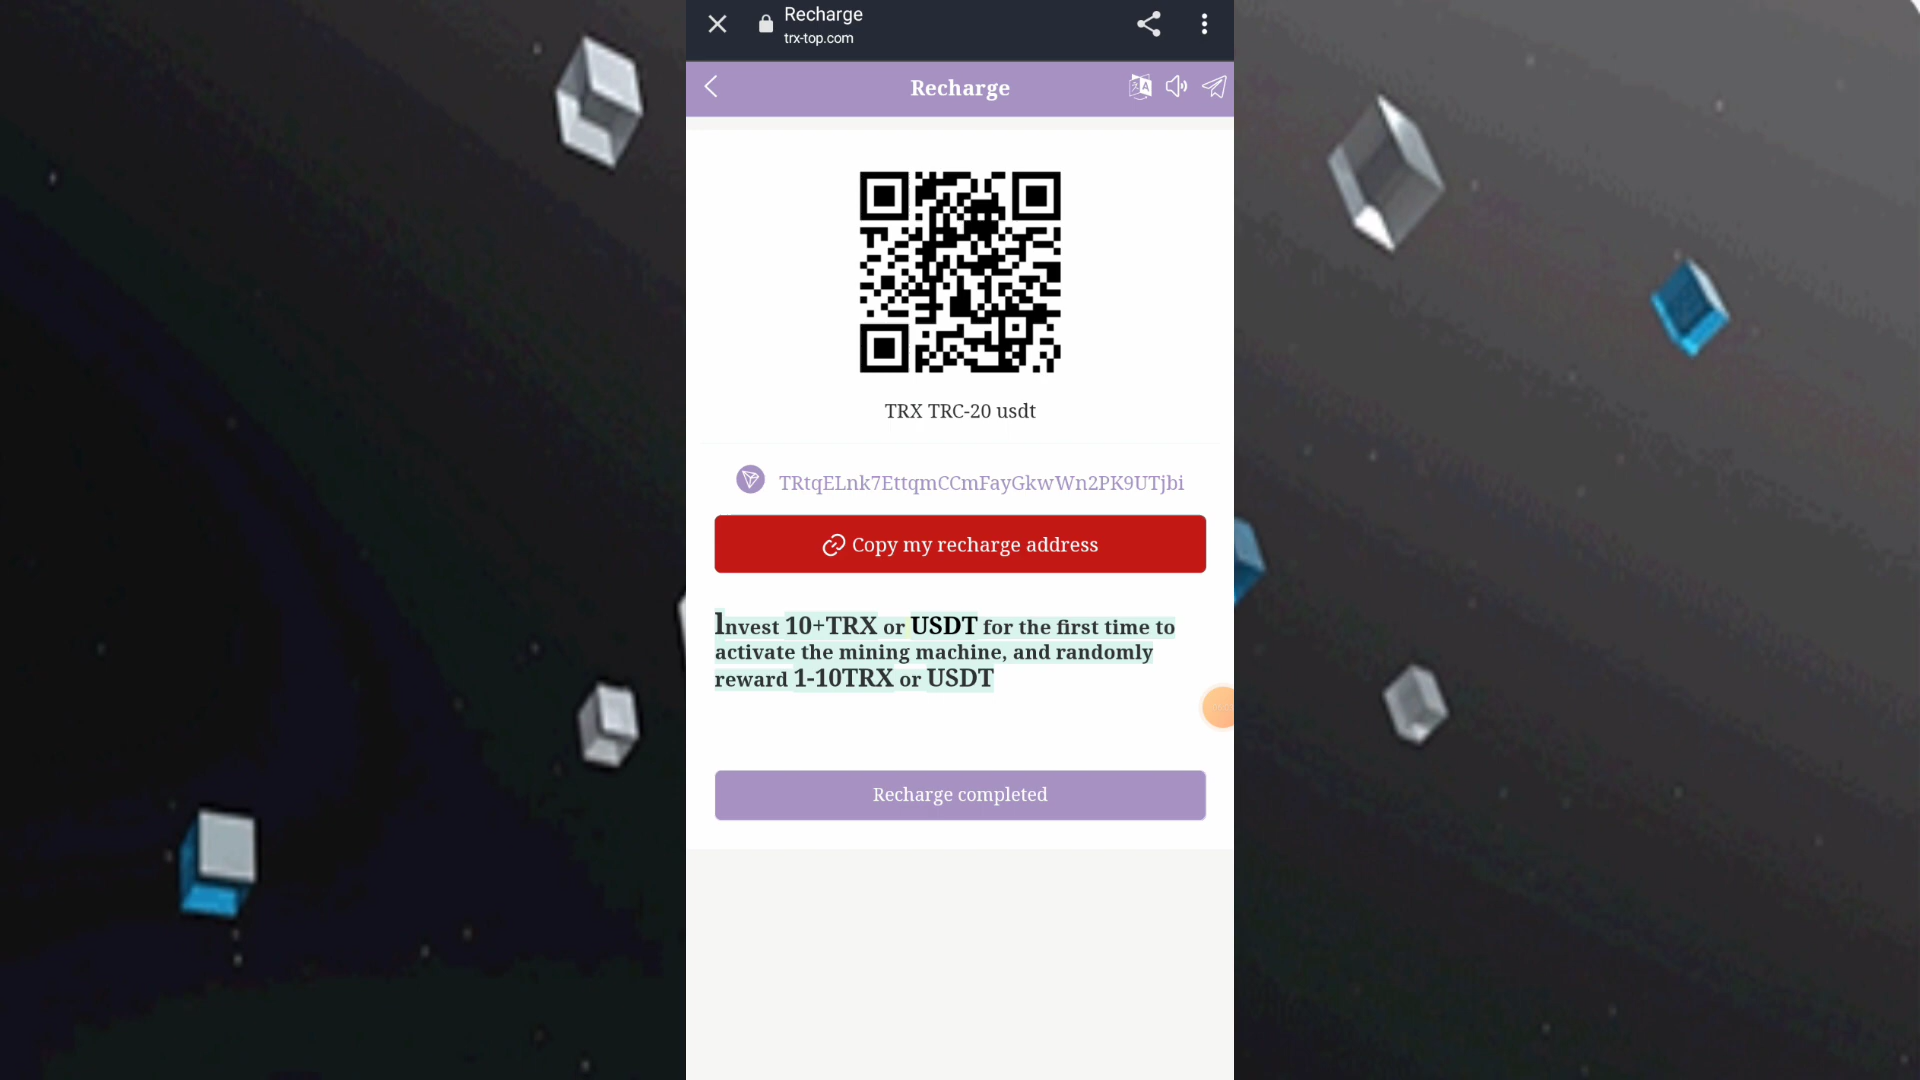 Recharge
trx-top.com
Recharge
TRX TRC-20 usdt
TRtqELnk7EttqmCCmFayGkwWn2PK9UTjbi
Copy my recharge address
Invest 10+TRX or USDT for the first time to
activate the mining machine, and randomly
reward 1-10TRX or USDT
Recharge completed